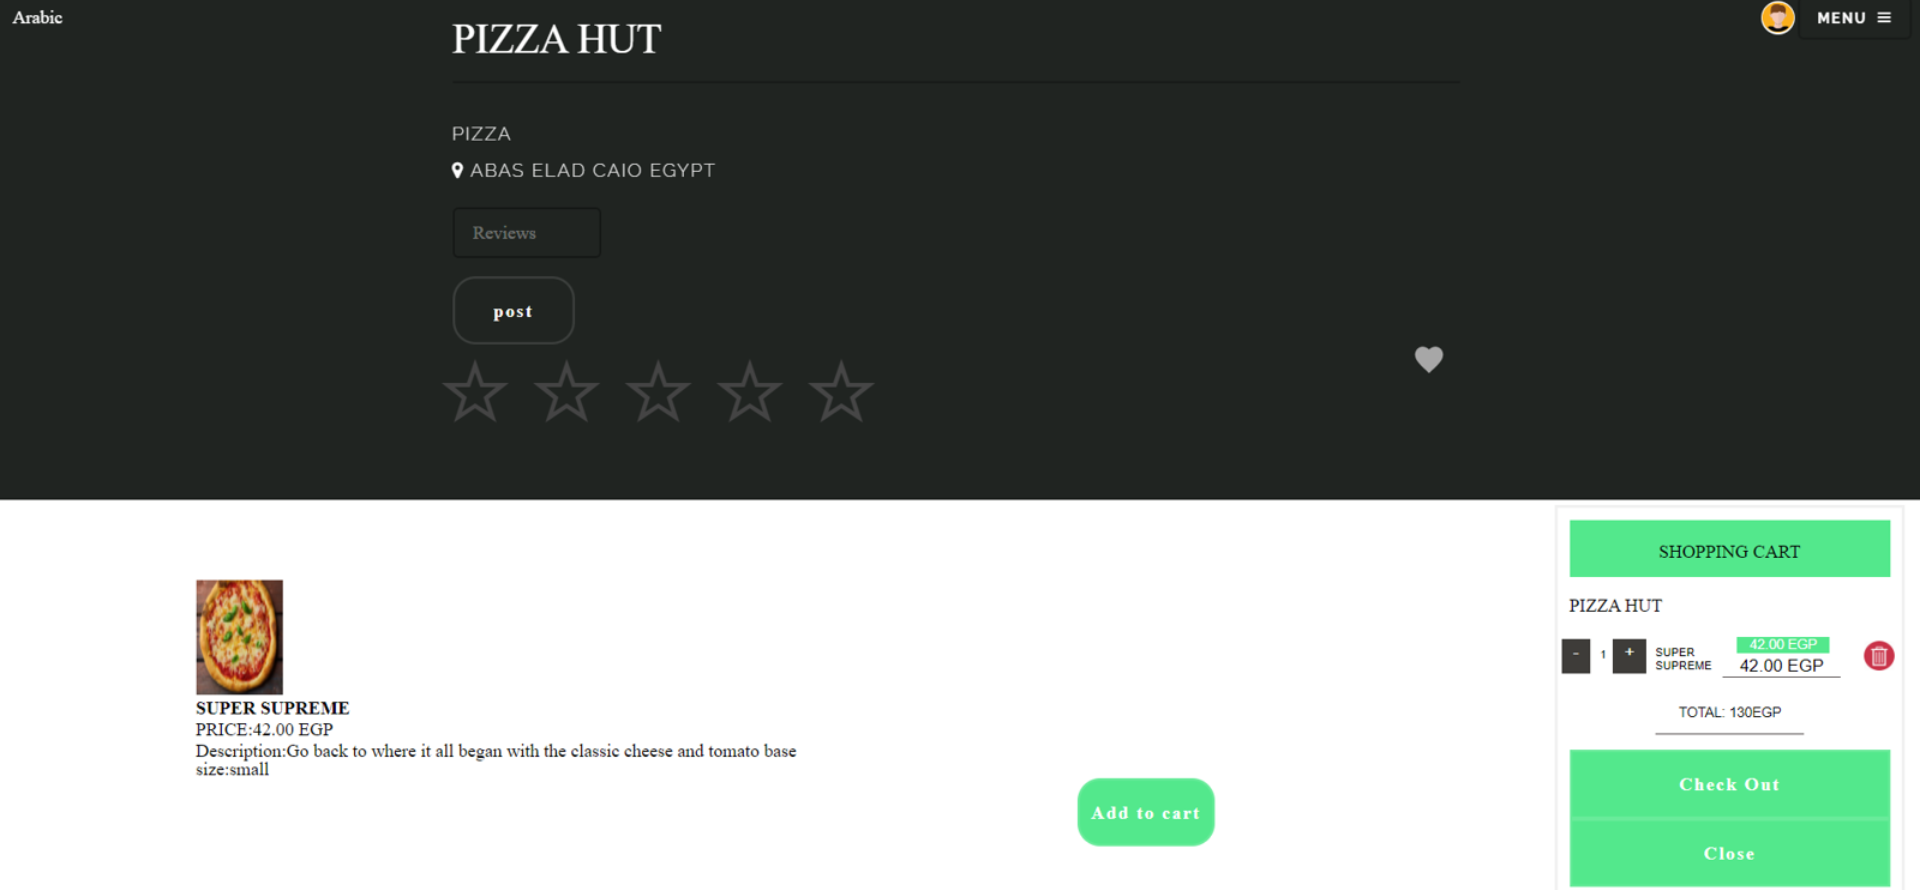 Arabic
MENU
PIZZA HUT
PIZZA
ABAS ELAD CAIO EGYPT
Reviews
post
SUPER SUPREME
PRICE:42.00 EGP
Description:Go back to where it all began with the classic cheese and tomato base
size:small
Add to cart
SHOPPING CART
PIZZA HUT
- 1 + SUPER
SUPREME
42.00 EGP
42.00 EGP
TOTAL: 130EGP
Check Out
Close